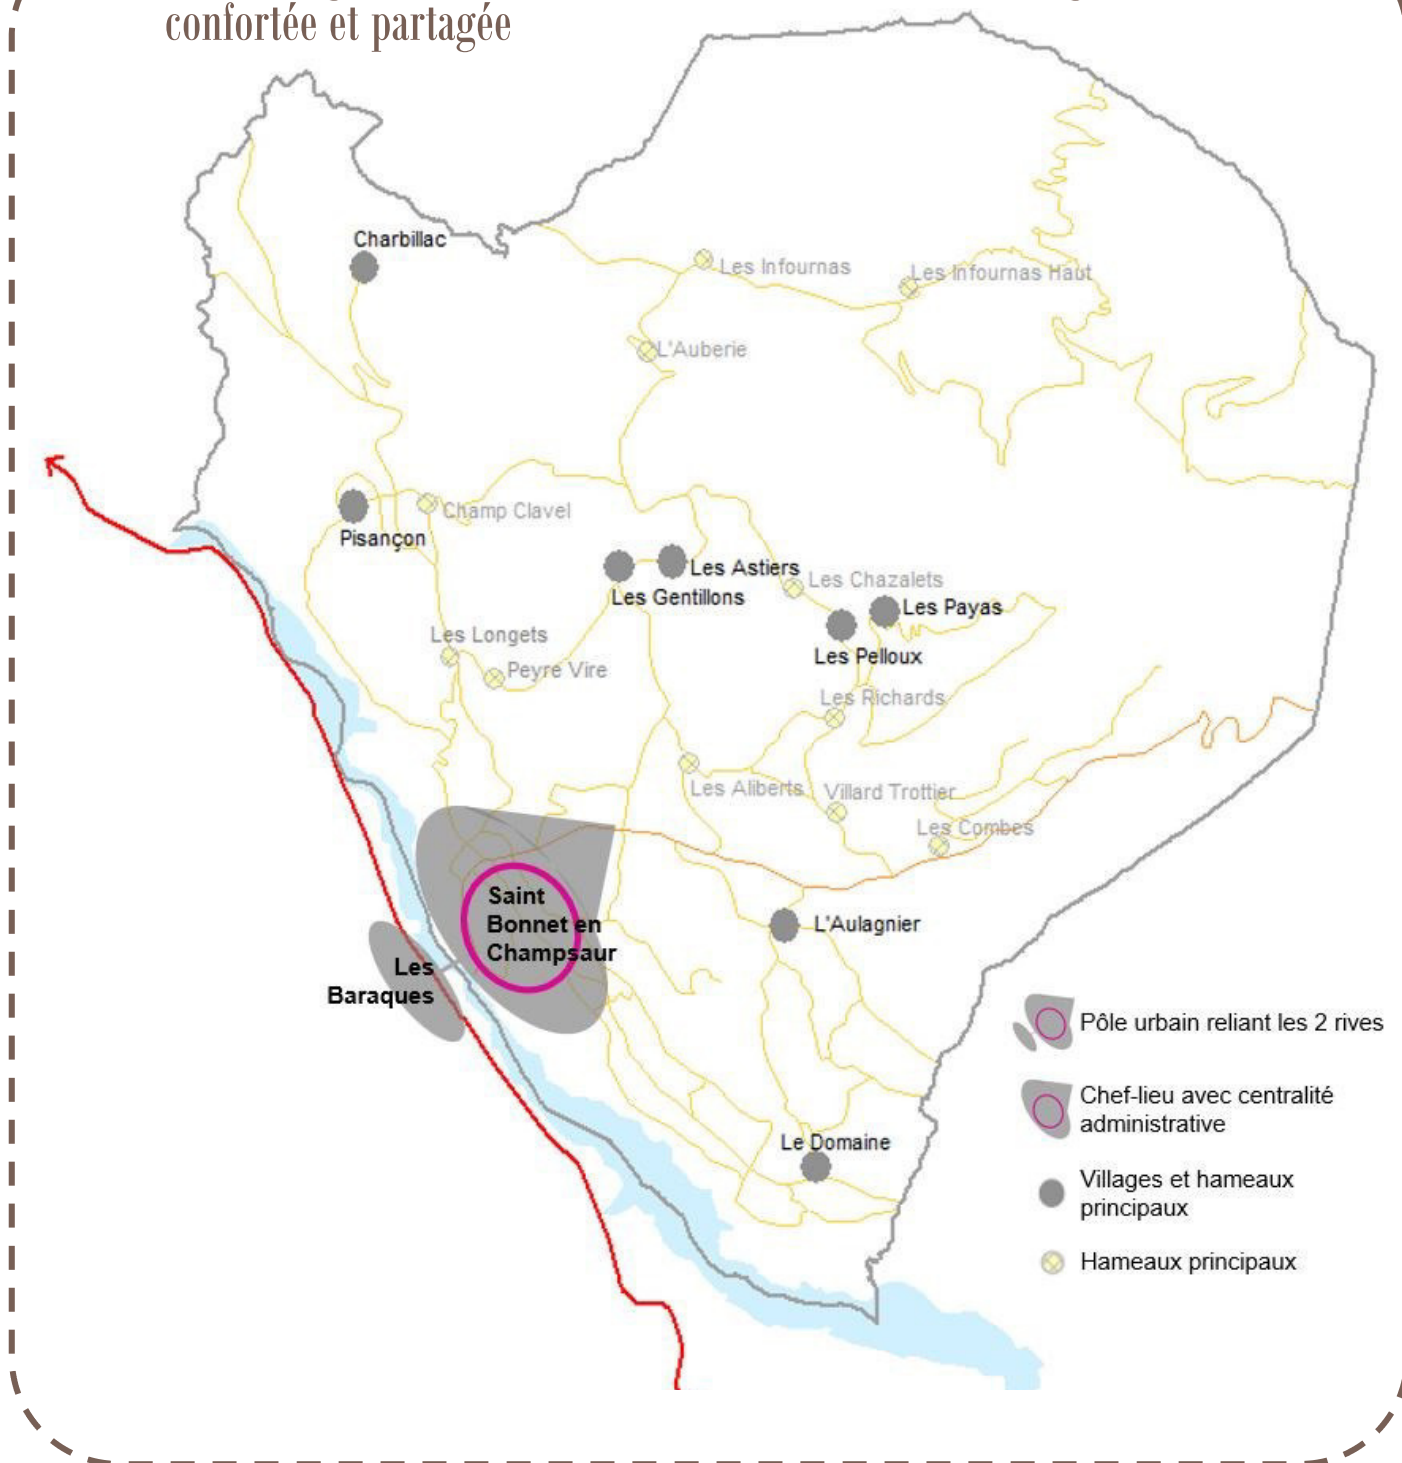 confortée et partagée
Charbillac
Les Infournas
Les Infournas Haut
L'Auberie
Champ Clavel
Pisançon
Les Astiers
Les Gentillons
Les Chazalets
Les Payas
Les Pelloux
Les Longets
Peyre Vire
Les Richards
Les Aliberts
Villard Trottier
Les Combes
Saint
Bonnet en
Champsaur
L'Aulagnier
Les
Baraques
Le Domaine
Pôle urbain reliant les 2 rives
Chef-lieu avec centralité
administrative
Villages et hameaux
principaux
Hameaux principaux